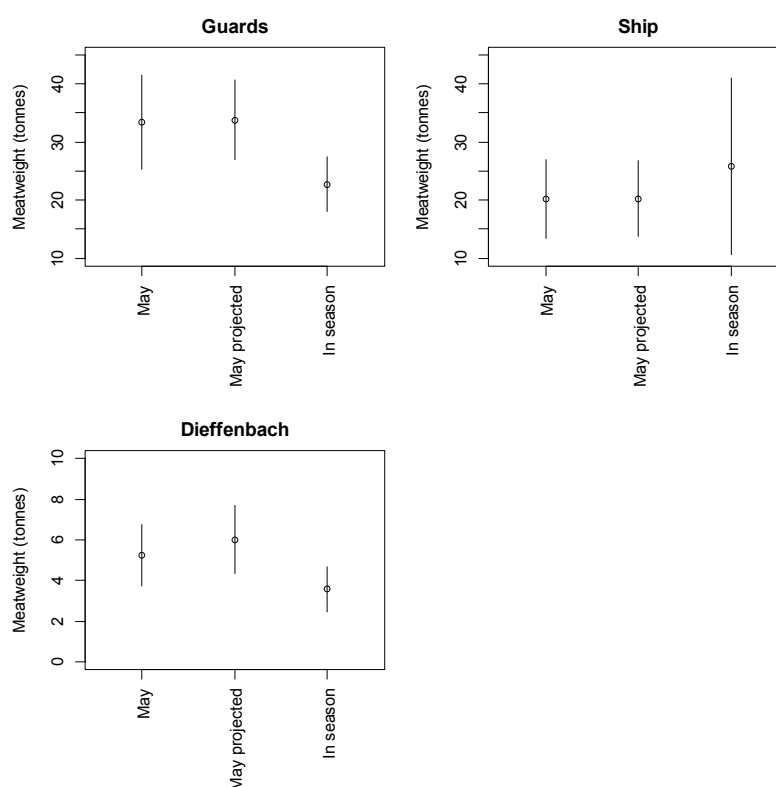 Guards
Meatweight (tonnes)
40
30
20
10
May
May projected
In season
Ship
Meatweight (tonnes)
40
30
20
10
May
May projected
In season
Dieffenbach
Meatweight (tonnes)
10
8
6
4
2
0
May
May projected
In season